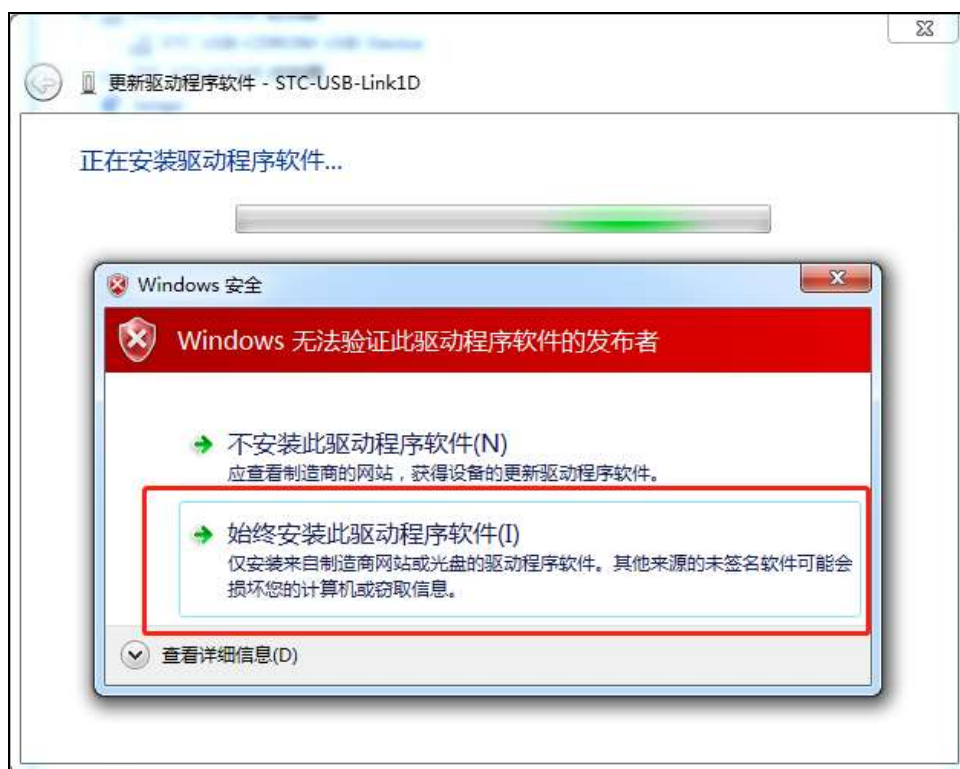 更新驱动程序软件 - STC-USB-Link1D
正在安装驱动程序软件...
Windows 安全
Windows 无法验证此驱动程序软件的发布者
不安装此驱动程序软件(N)
应查看制造商的网站，获得设备的更新驱动程序软件。
始终安装此驱动程序软件(I)
仅安装来自制造商网站或光盘的驱动程序软件。其他来源的未签名软件可能会
损坏您的计算机或窃取信息。
查看详细信息(D)